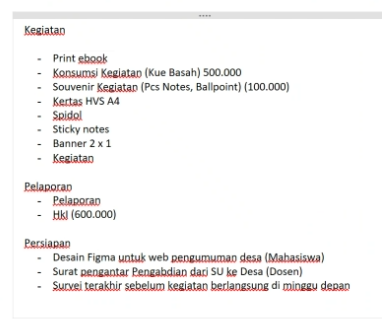 Kegiatan
- Print ebook
- Konsumsi Kegiatan (Kue Basah) 500.000
- Souvenir Kegiatan (Pcs Notes, Ballpoint) (100.000)
- Kertas HVS A4
- Spidol
- Sticky notes
- Banner 2 x 1
- Kegiatan
Pelaporan
- Pelaporan
- HkI (600.000)
Persiapan
- Desain Figma untuk web pengumuman desa (Mahasiswa)
- Surat pengantar Pengabdian dari SU ke Desa (Dosen)
- Survei terakhir sebelum kegiatan berlangsung di minggu depan